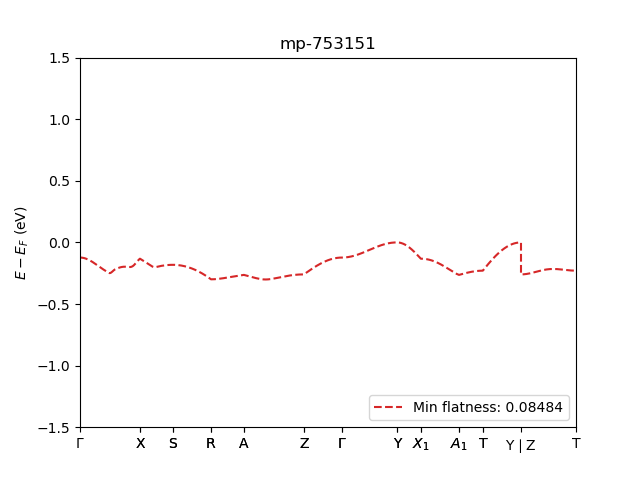 mp-753151
E − E_F (eV)
1.5
1.0
0.5
0.0
−0.5
−1.0
−1.5
Min flatness: 0.08484
Γ X S R A Z Γ Y X₁ A₁ T Y | Z T